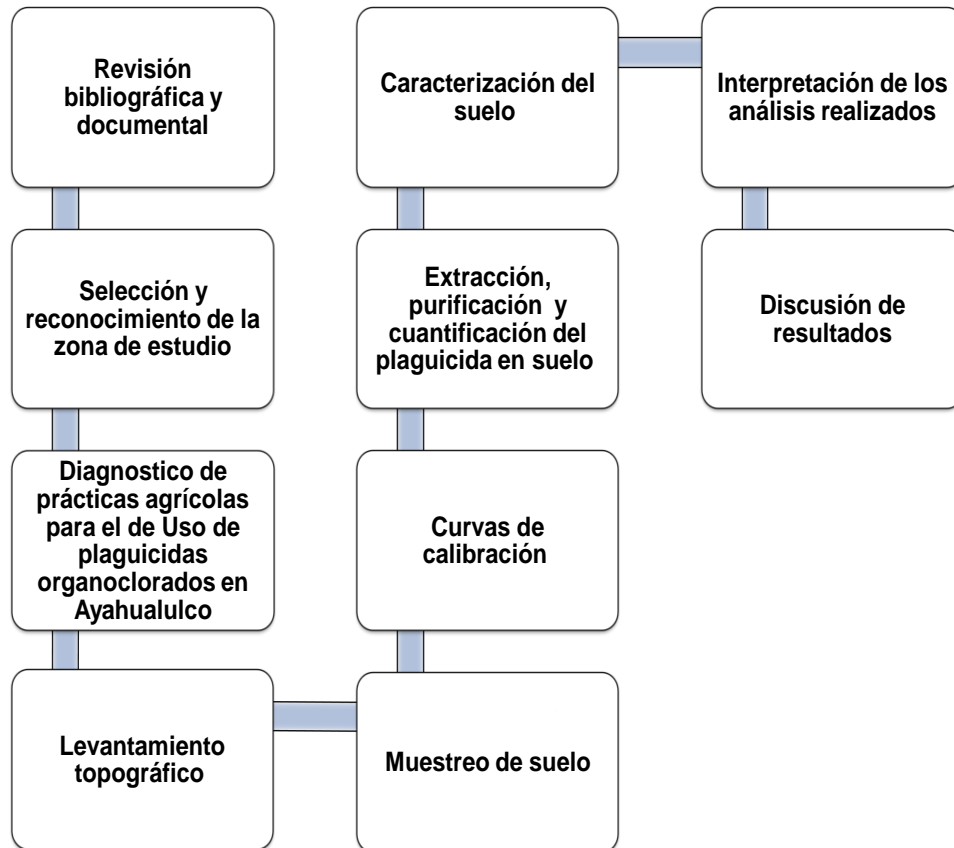 Revisión
bibliográfica y
documental
Selección y
reconocimiento de la
zona de estudio
Diagnostico de
prácticas agrícolas
para el de Uso de
plaguicidas
organoclorados en
Ayahualulco
Levantamiento
topográfico
Muestreo de suelo
Curvas de
calibración
Extracción,
purificación y
cuantificación del
plaguicida en suelo
Caracterización del
suelo
Interpretación de los
análisis realizados
Discusión de
resultados